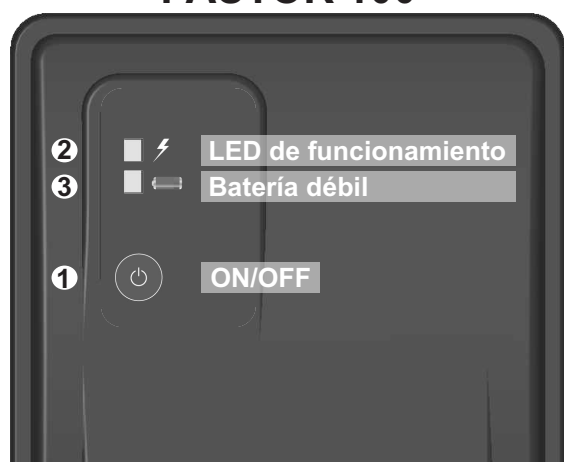 ② LED de funcionamiento
③ Batería débil
① ON/OFF